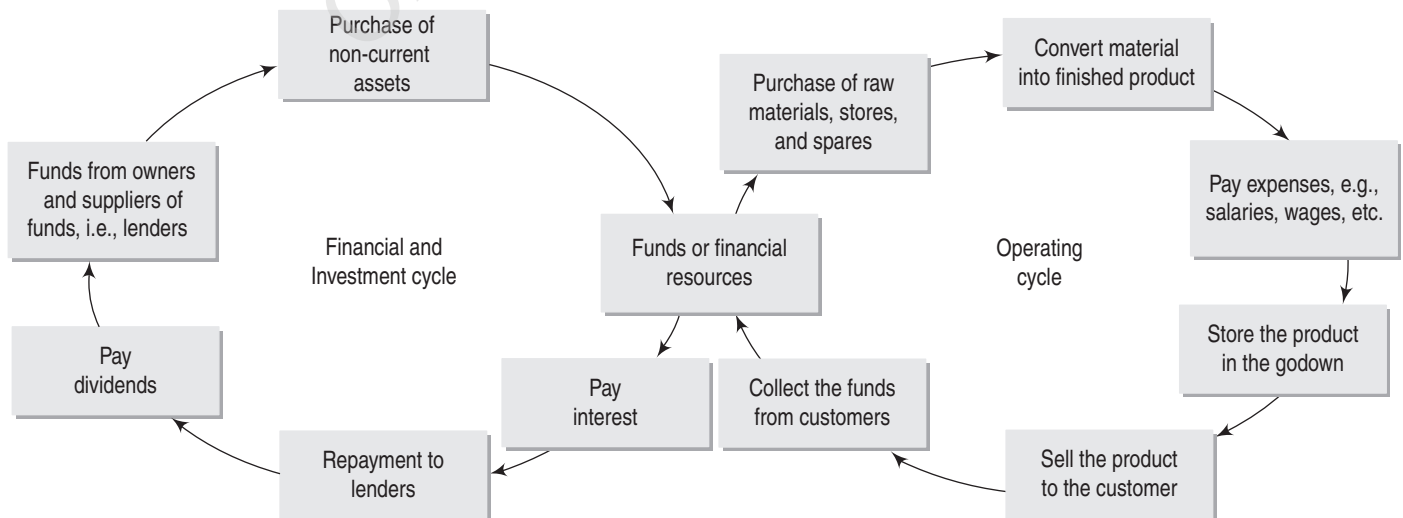 Purchase of
non-current
assets
Convert material
into finished product
Purchase of raw
materials, stores,
and spares
Funds from owners
and suppliers of
funds, i.e., lenders
Pay expenses, e.g.,
salaries, wages, etc.
Financial and
Investment cycle
Funds or financial
resources
Operating
cycle
Pay
dividends
Store the product
in the godown
Pay
interest
Collect the funds
from customers
Repayment to
lenders
Sell the product
to the customer